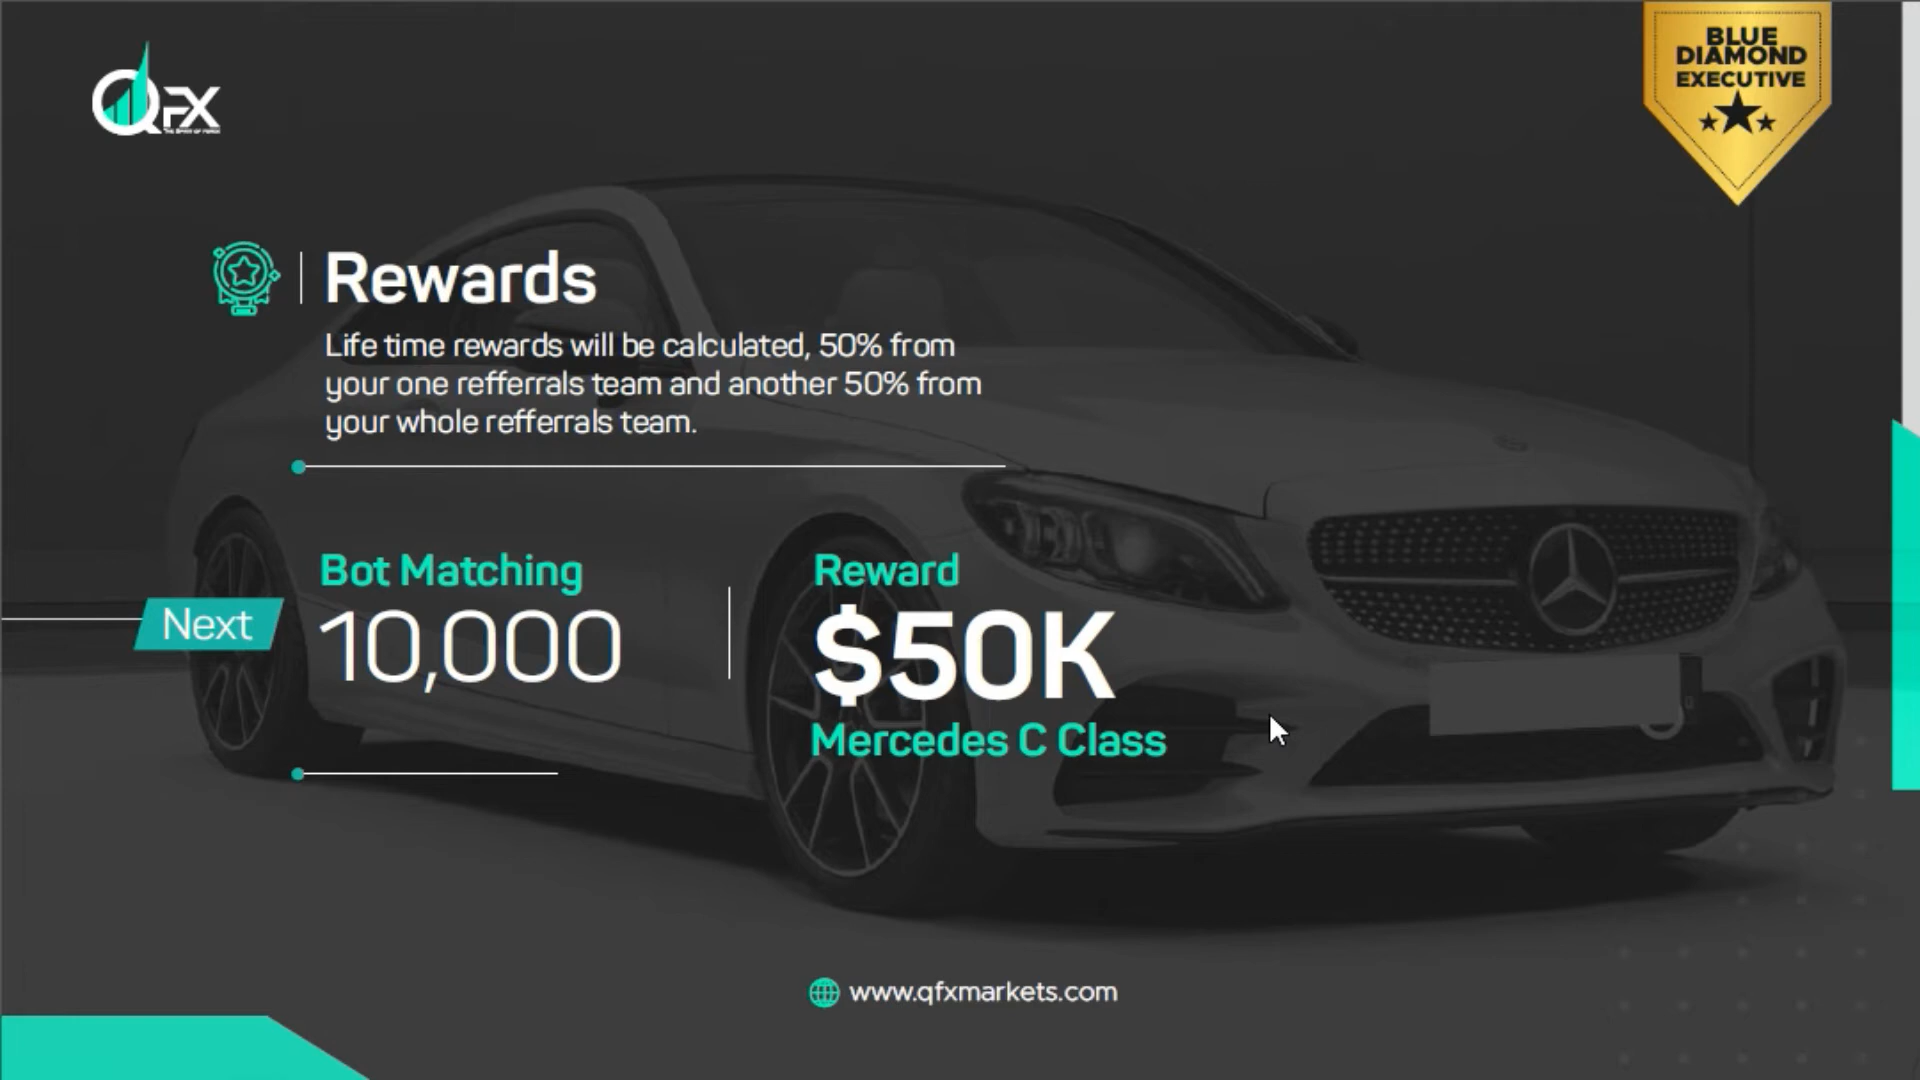 QFX
BLUE
DIAMOND
EXECUTIVE
Rewards
Life time rewards will be calculated, 50% from
your one refferrals team and another 50% from
your whole refferrals team.
Next
Bot Matching
10,000
Reward
$50K
Mercedes C Class
www.qfxmarkets.com